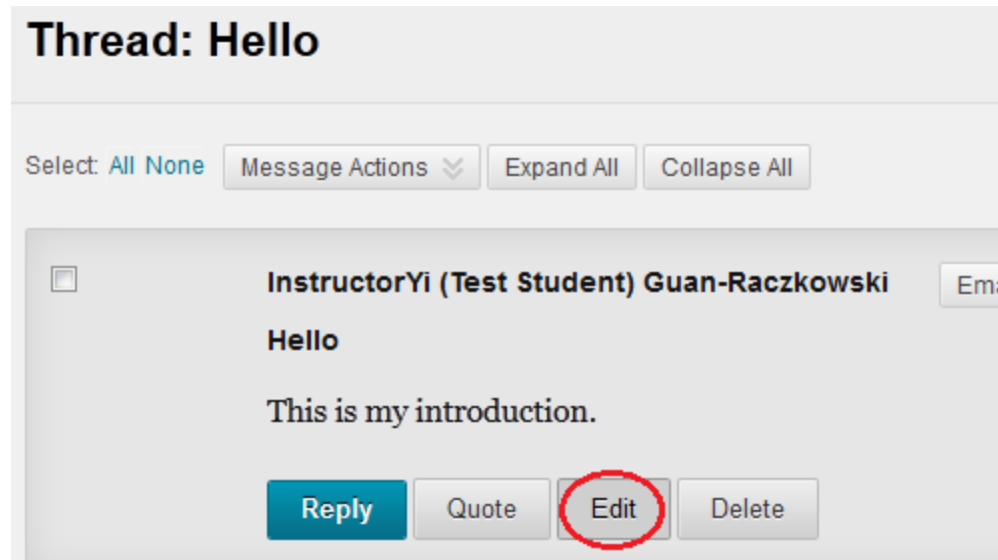 Thread: Hello
Select: All None Message Actions Expand All Collapse All
InstructorYi (Test Student) Guan-Raczkowski
Hello
This is my introduction.
Reply Quote Edit Delete